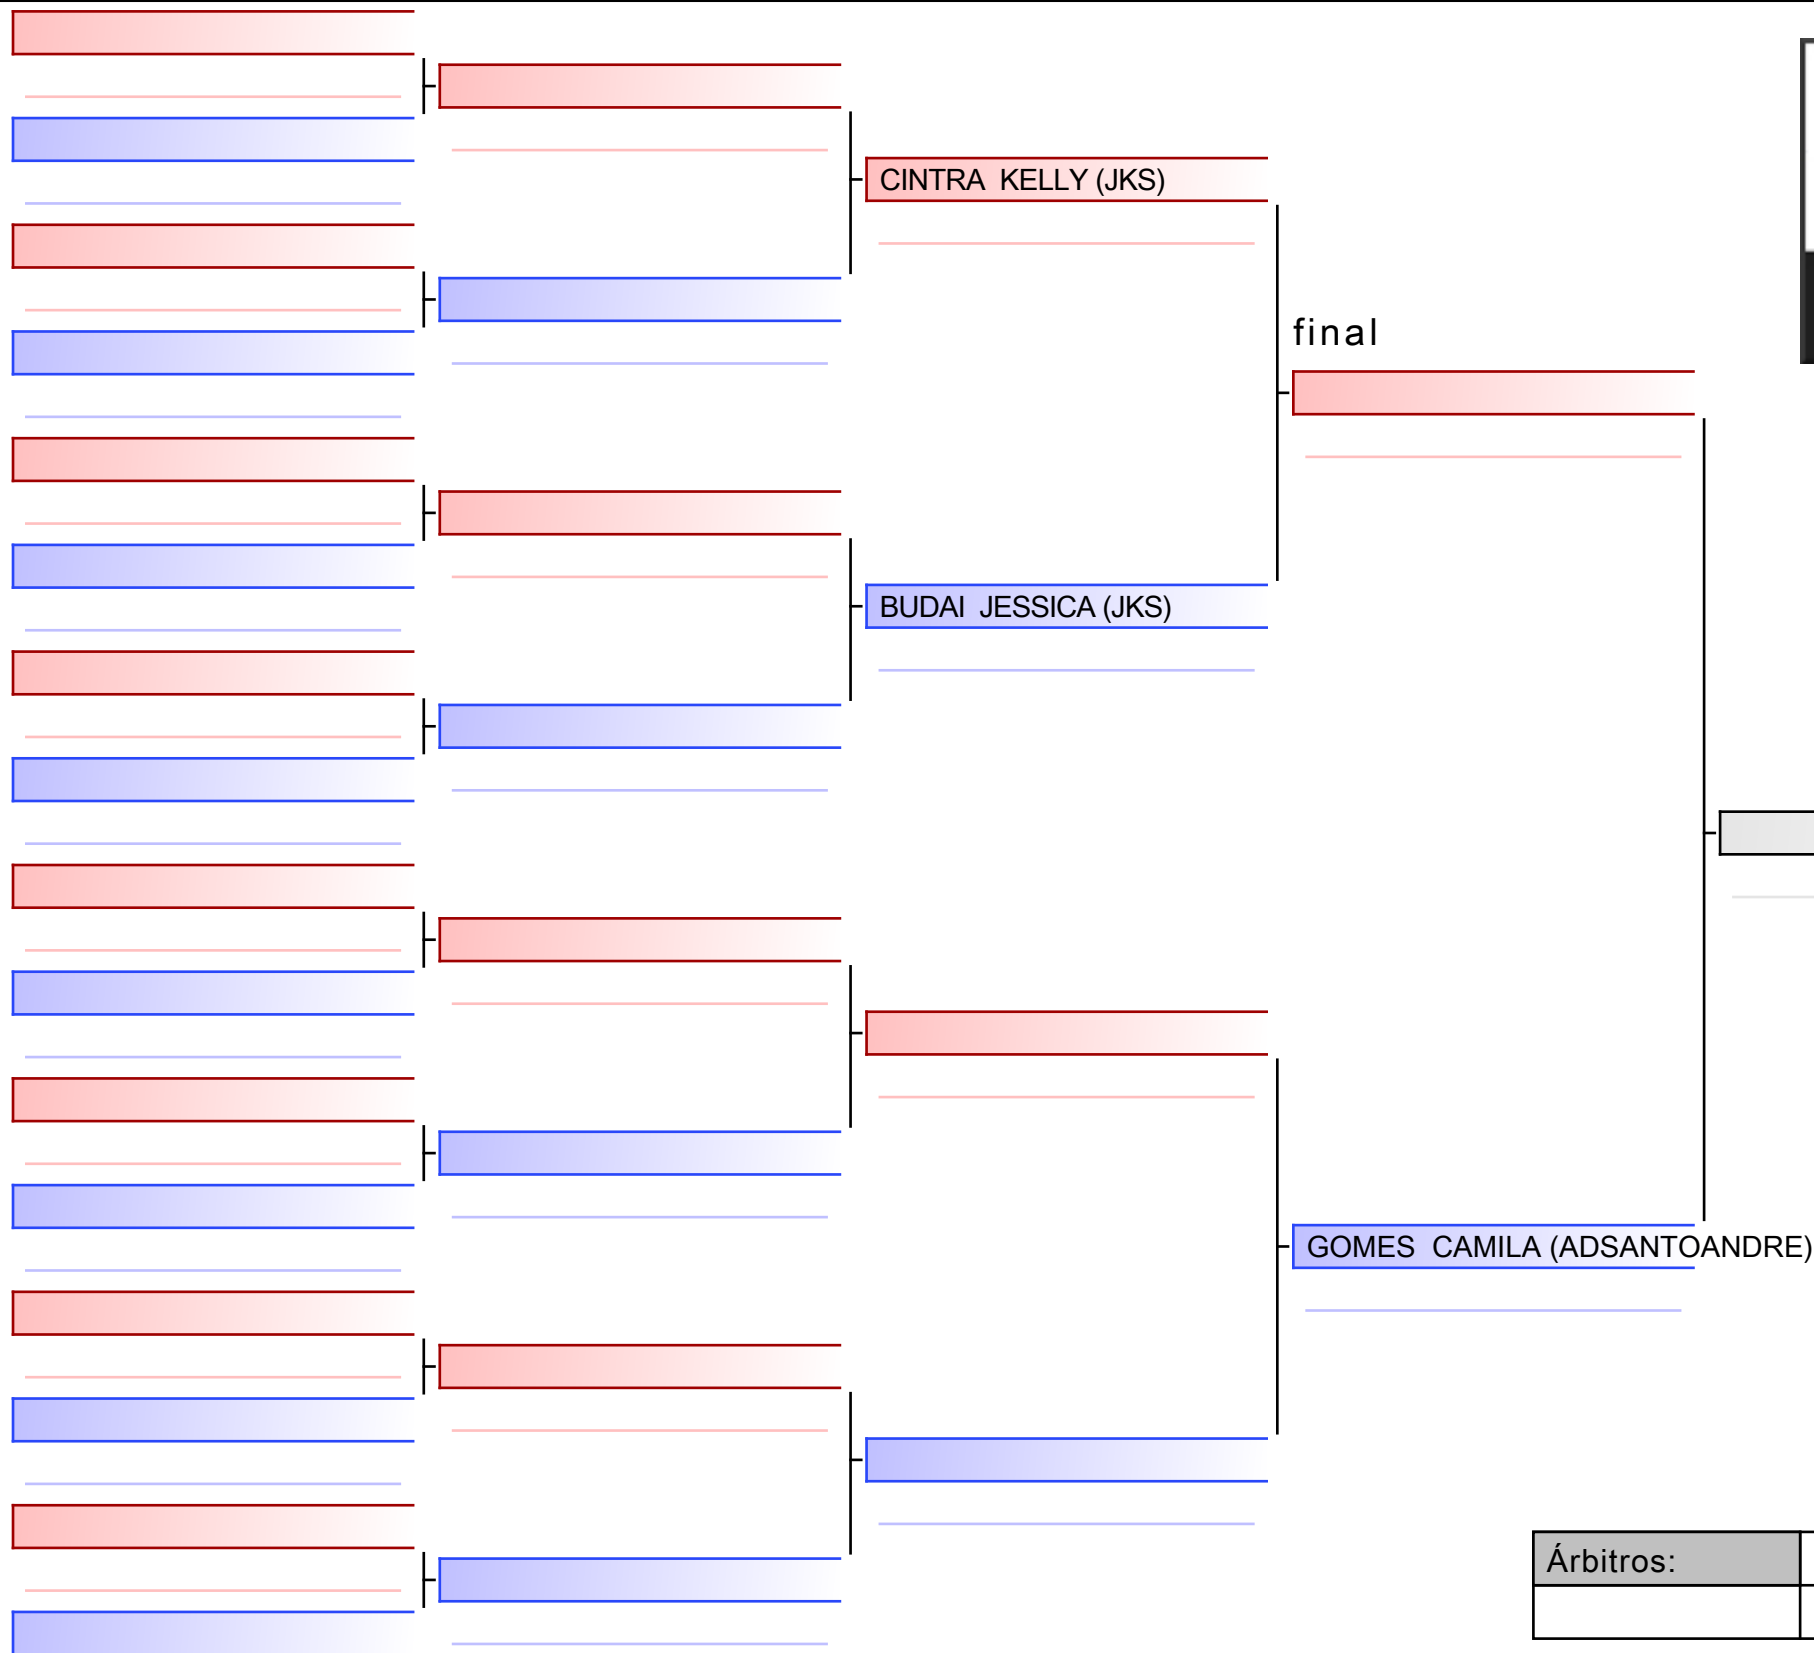 CINTRA  KELLY (JKS)
final
BUDAI  JESSICA (JKS)
GOMES  CAMILA (ADSANTOANDRE)
Árbitros: